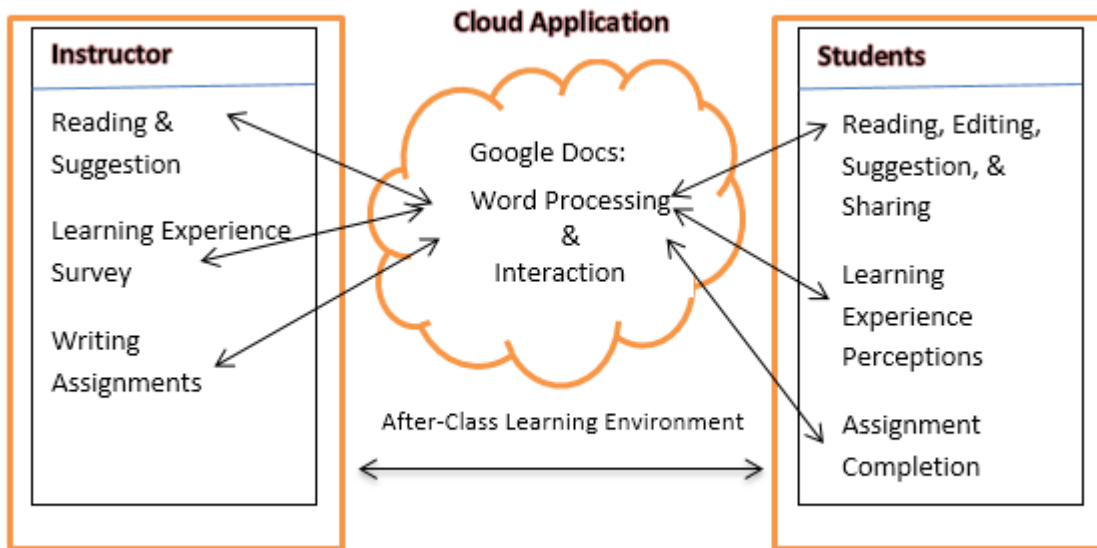 Cloud Application
Instructor
Reading &
Suggestion
Learning Experience
Survey
Writing
Assignments
Google Docs:
Word Processing
&
Interaction
After-Class Learning Environment
Students
Reading, Editing,
Suggestion, &
Sharing
Learning
Experience
Perceptions
Assignment
Completion